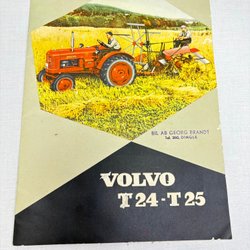 BIL AB GEORG BRANDT
VOLVO
T 24 - T 25